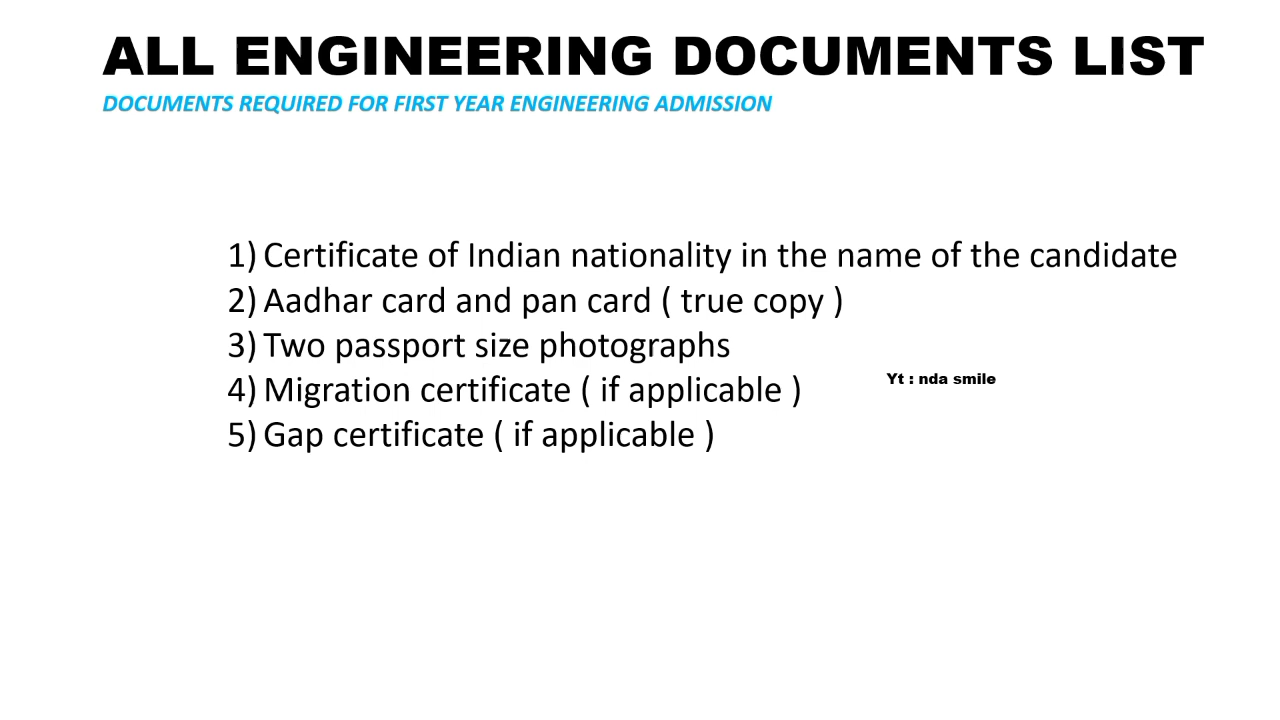 ALL ENGINEERING DOCUMENTS LIST
DOCUMENTS REQUIRED FOR FIRST YEAR ENGINEERING ADMISSION
1) Certificate of Indian nationality in the name of the candidate
2) Aadhar card and pan card ( true copy )
3) Two passport size photographs
4) Migration certificate ( if applicable )
Yt : nda smile
5) Gap certificate ( if applicable )